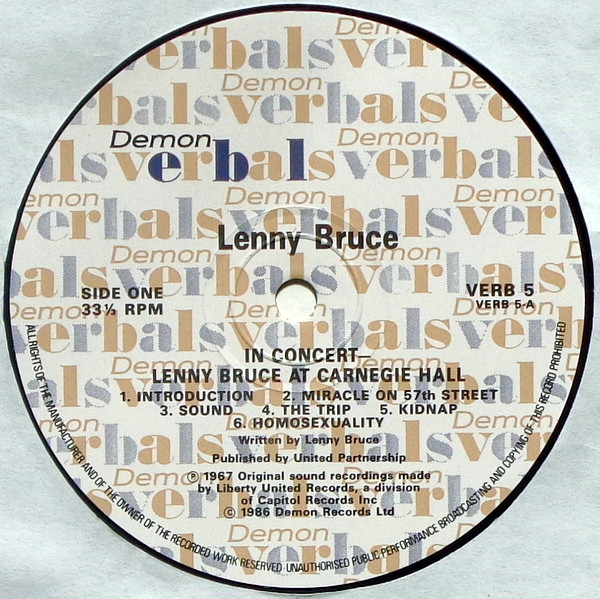 Demon
verbals
Lenny Bruce
SIDE ONE
33⅓ RPM
VERB 5
VERB 5-A
IN CONCERT—
LENNY BRUCE AT CARNEGIE HALL
1. INTRODUCTION 2. MIRACLE ON 57th STREET
3. SOUND 4. THE TRIP 5. KIDNAP
6. HOMOSEXUALITY
Written by Lenny Bruce
Published by United Partnership
Ⓟ 1967 Original sound recordings made
by Liberty United Records, a division
of Capitol Records Inc
© 1986 Demon Records Ltd
ALL RIGHTS OF THE MANUFACTURER AND OF THE OWNER OF THE RECORDED WORK RESERVED UNAUTHORISED PUBLIC PERFORMANCE BROADCASTING AND COPYING OF THIS RECORD PROHIBITED